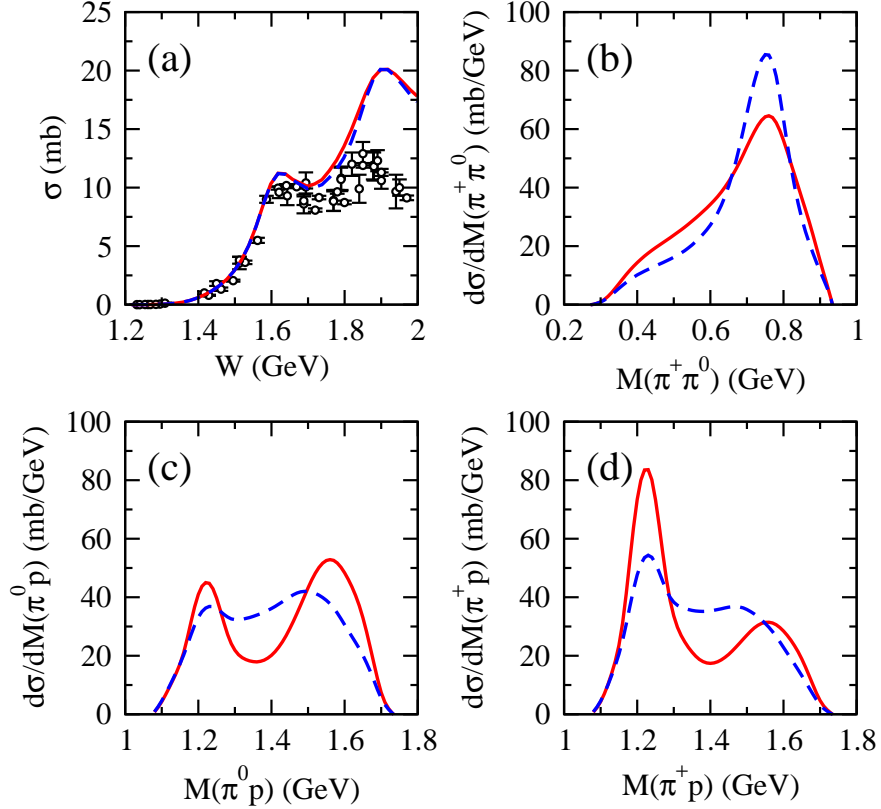 25
20
15
10
5
0
σ (mb)
(a)
1.2 1.4 1.6 1.8 2
W (GeV)
100
80
60
40
20
0
dσ/dM(π⁺π⁰) (mb/GeV)
(b)
0.2 0.4 0.6 0.8 1
M(π⁺π⁰) (GeV)
100
80
60
40
20
0
dσ/dM(π⁰p) (mb/GeV)
(c)
1 1.2 1.4 1.6 1.8
M(π⁰p) (GeV)
100
80
60
40
20
0
dσ/dM(π⁺p) (mb/GeV)
(d)
1 1.2 1.4 1.6 1.8
M(π⁺p) (GeV)